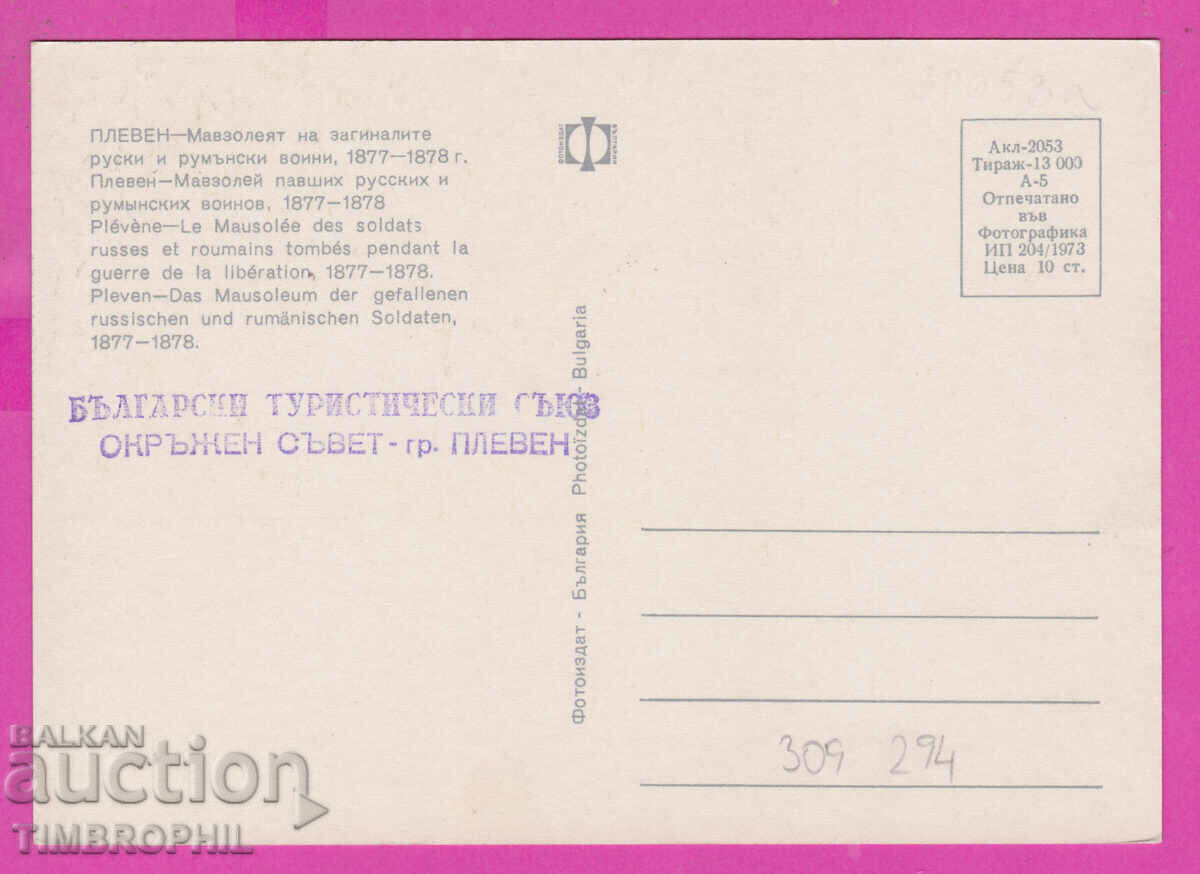 ПЛЕВЕН—Мавзолеят на загиналите
руски и румънски воини, 1877—1878 г.
Плевен—Мавзолей павших русских и
румынских воинов, 1877—1878
Plévène—Le Mausolée des soldats
russes et roumains tombés pendant la
guerre de la libération, 1877—1878.
Pleven—Das Mausoleum der gefallenen
russischen und rumänischen Soldaten,
1877—1878.
БЪЛГАРСКИ ТУРИСТИЧЕСКИ СЪЮЗ
ОКРЪЖЕН СЪВЕТ - гр. ПЛЕВЕН
ФОТОИЗДАТ
БЪЛГАРИЯ
Фотоиздат - България Photoïzdat - Bulgaria
Акл-2053
Тираж-13 000
А-5
Отпечатано
във
Фотографика
ИП 204/1973
Цена 10 ст.
309 294
BALKAN
auction
TIMBROPHIL